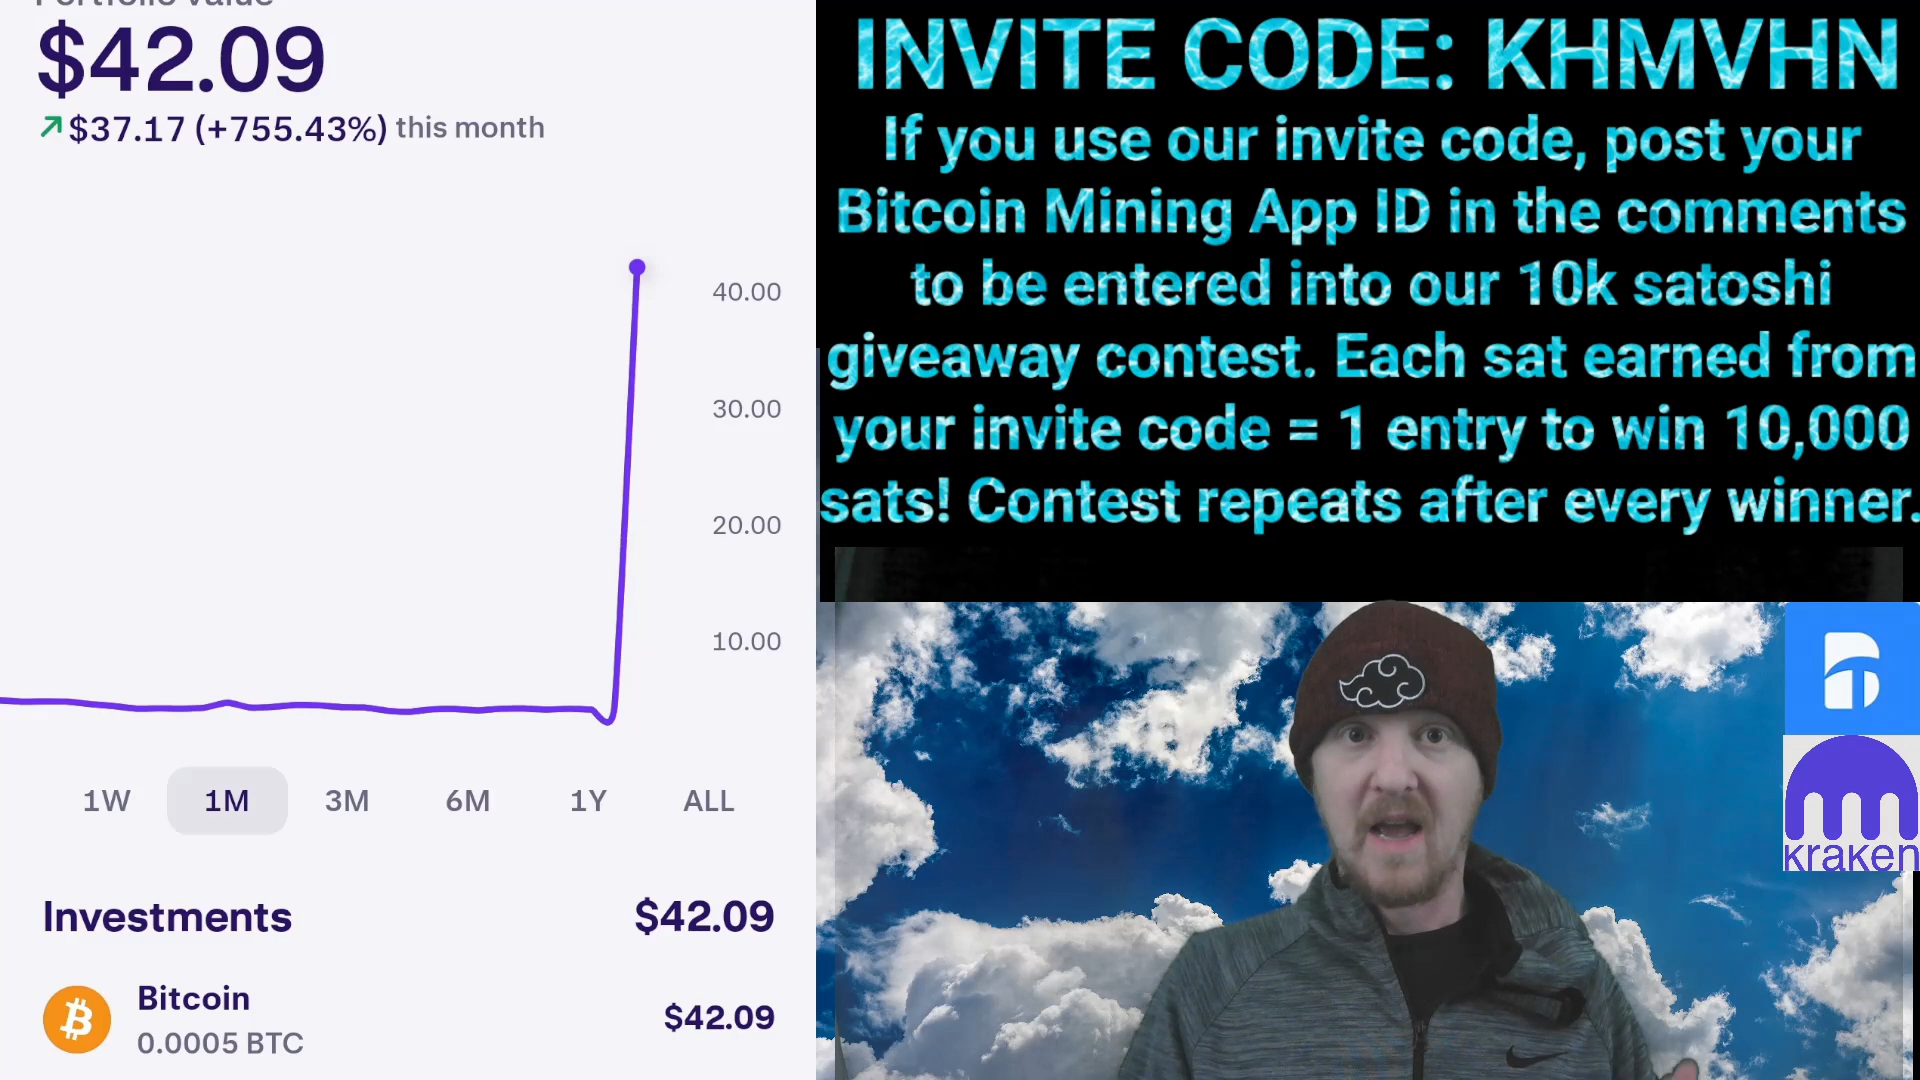 Portfolio value
$42.09
$37.17 (+755.43%) this month
40.00
30.00
20.00
10.00
1W 1M 3M 6M 1Y ALL
Investments $42.09
Bitcoin
0.0005 BTC
$42.09
INVITE CODE: KHMVHN
If you use our invite code, post your
Bitcoin Mining App ID in the comments
to be entered into our 10k satoshi
giveaway contest. Each sat earned from
your invite code = 1 entry to win 10,000
sats! Contest repeats after every winner.
kraken